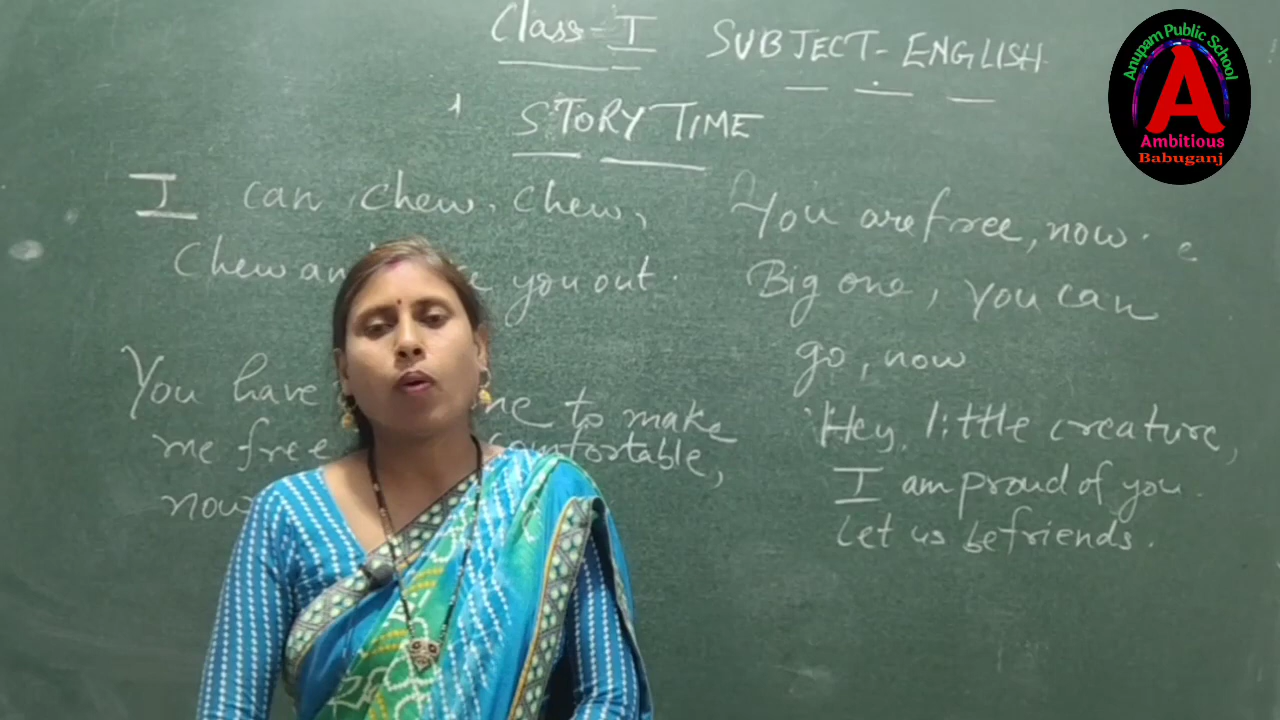 Class-I SUBJECT-ENGLISH
1 STORY TIME
I can chew, chew,
Chew an you out.
You have to make
me free comfortable,
now
You are free, now.
Big one, you can
go, now
Hey, little creature,
I am proud of you.
Let us be friends.
Anupam Public School
A
Ambitious
Babuganj